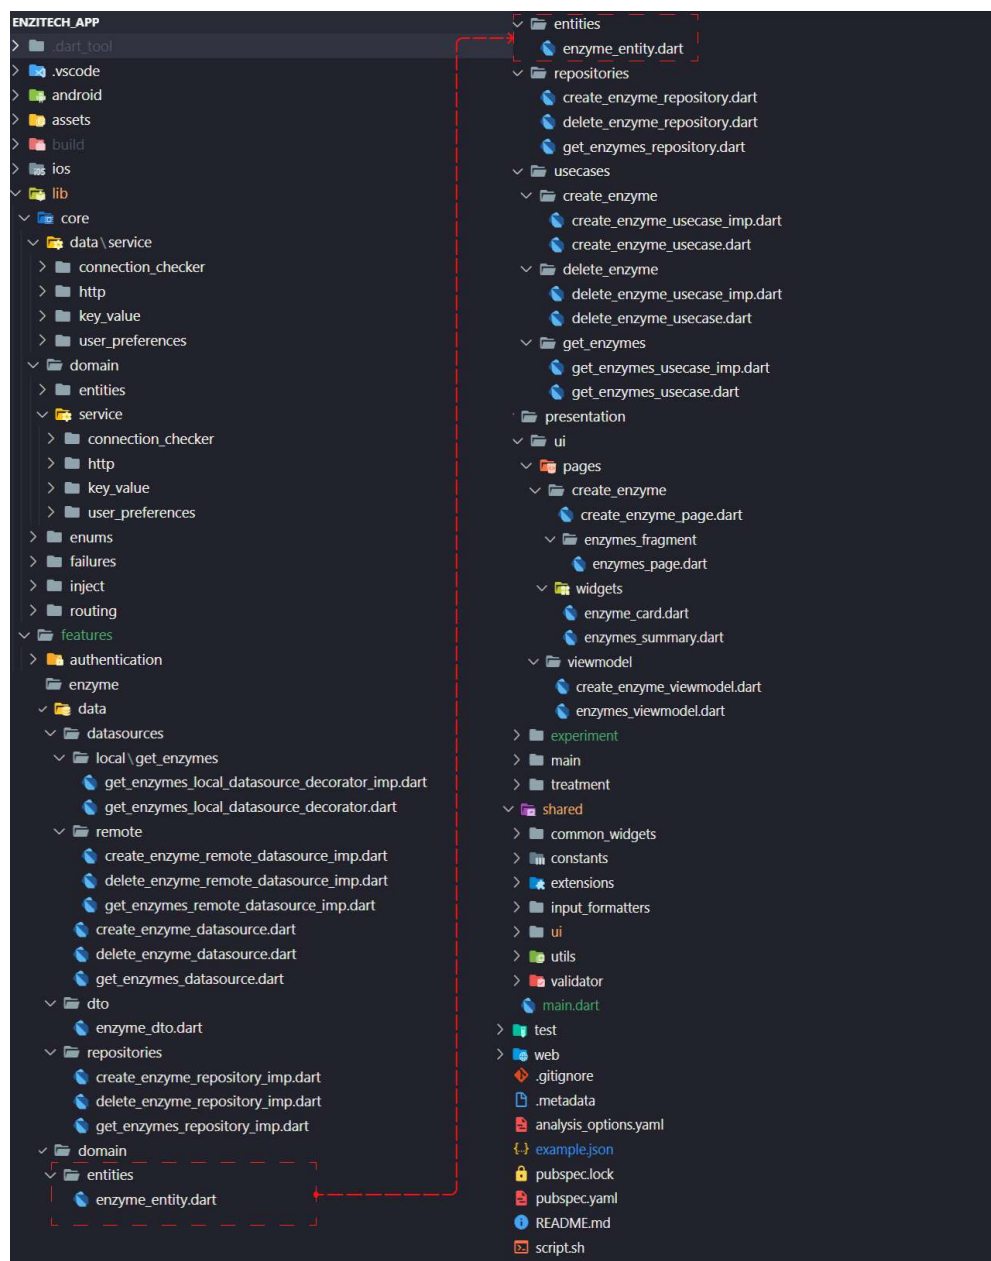 ENZITECH_APP
.dart_tool
.vscode
android
assets
build
ios
lib
core
data\service
connection_checker
http
key_value
user_preferences
domain
entities
service
connection_checker
http
key_value
user_preferences
enums
failures
inject
routing
features
authentication
enzyme
data
datasources
local\get_enzymes
get_enzymes_local_datasource_decorator_imp.dart
get_enzymes_local_datasource_decorator.dart
remote
create_enzyme_remote_datasource_imp.dart
delete_enzyme_remote_datasource_imp.dart
get_enzymes_remote_datasource_imp.dart
create_enzyme_datasource.dart
delete_enzyme_datasource.dart
get_enzymes_datasource.dart
dto
enzyme_dto.dart
repositories
create_enzyme_repository_imp.dart
delete_enzyme_repository_imp.dart
get_enzymes_repository_imp.dart
domain
entities
enzyme_entity.dart
entities
enzyme_entity.dart
repositories
create_enzyme_repository.dart
delete_enzyme_repository.dart
get_enzymes_repository.dart
usecases
create_enzyme
create_enzyme_usecase_imp.dart
create_enzyme_usecase.dart
delete_enzyme
delete_enzyme_usecase_imp.dart
delete_enzyme_usecase.dart
get_enzymes
get_enzymes_usecase_imp.dart
get_enzymes_usecase.dart
presentation
ui
pages
create_enzyme
create_enzyme_page.dart
enzymes_fragment
enzymes_page.dart
widgets
enzyme_card.dart
enzymes_summary.dart
viewmodel
create_enzyme_viewmodel.dart
enzymes_viewmodel.dart
experiment
main
treatment
shared
common_widgets
constants
extensions
input_formatters
ui
utils
validator
main.dart
test
web
.gitignore
.metadata
analysis_options.yaml
example.json
pubspec.lock
pubspec.yaml
README.md
script.sh